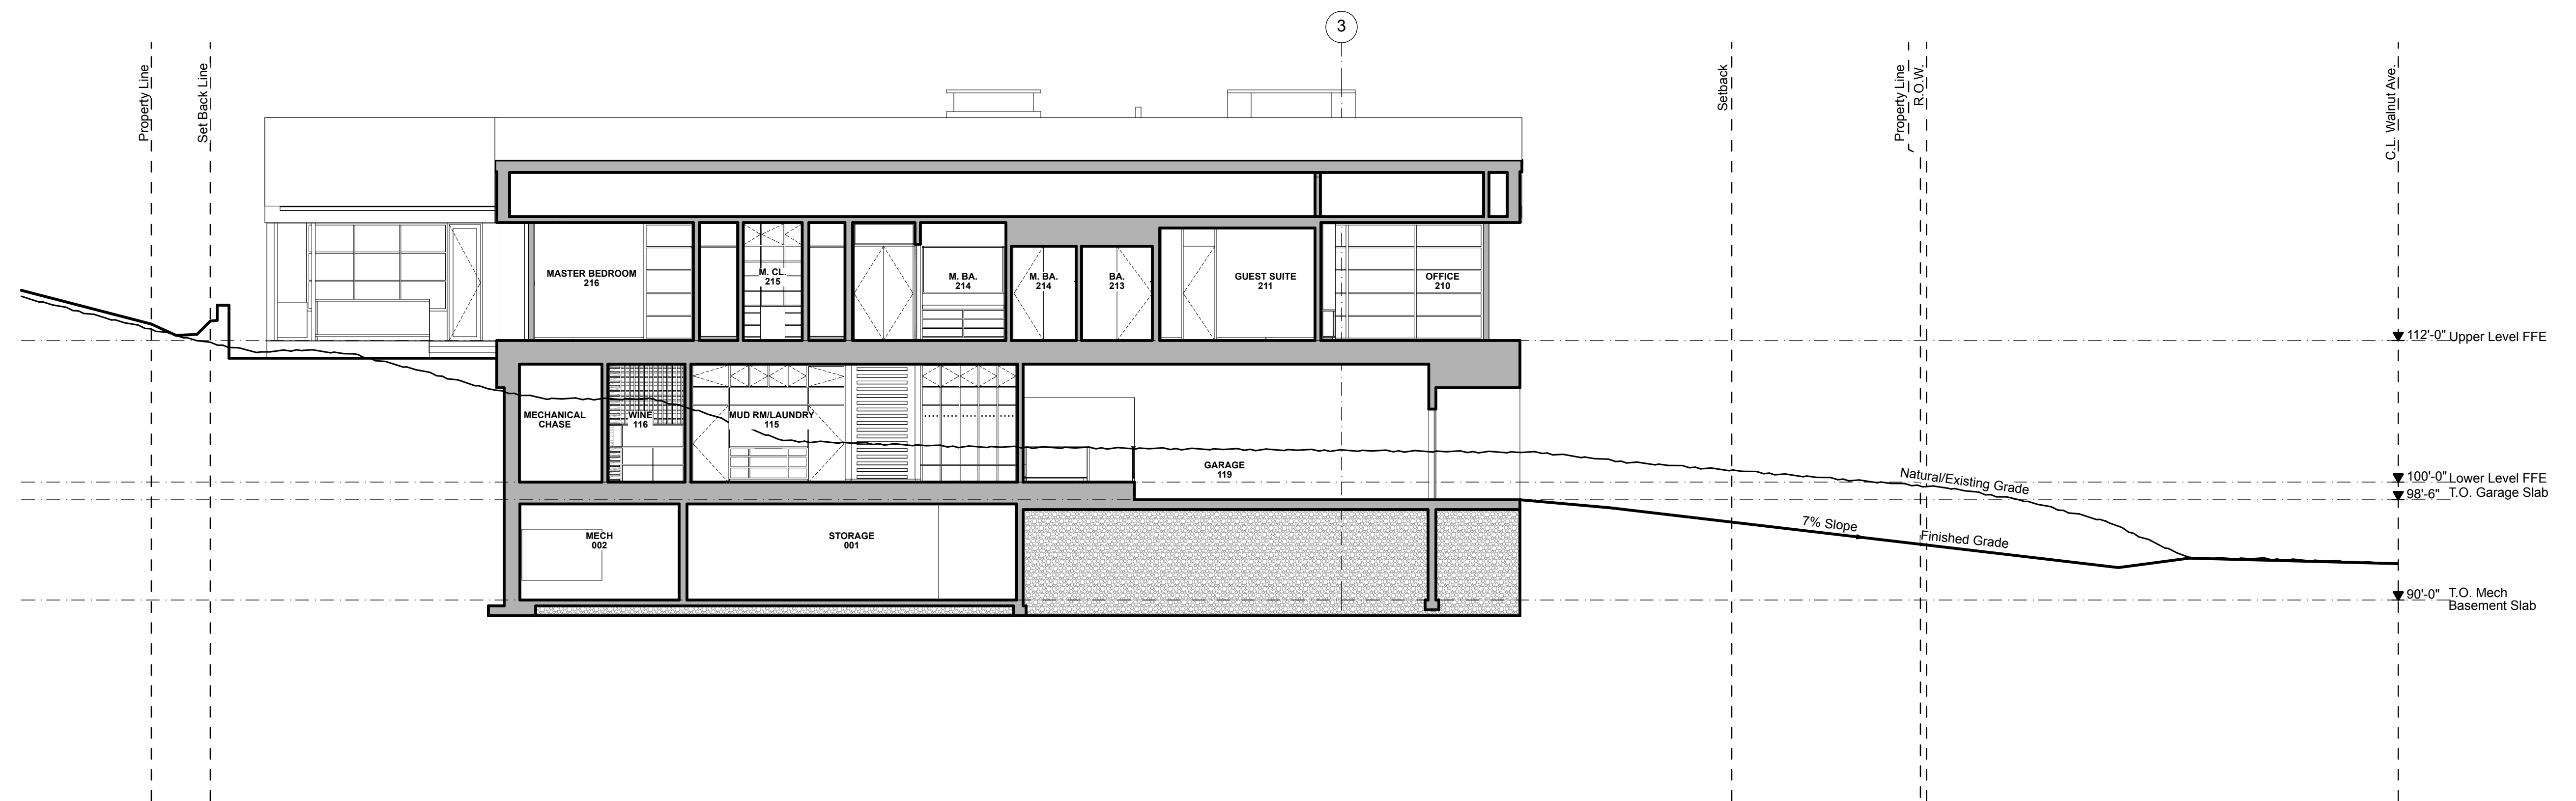 3
Property Line
Set Back Line
Setback
Property Line
R.O.W.
C.L. Walnut Ave.
MASTER BEDROOM
216
M. CL.
215
M. BA.
214
M. BA.
214
BA.
213
GUEST SUITE
211
OFFICE
210
112'-0" Upper Level FFE
MECHANICAL
CHASE
WINE
116
MUD RM/LAUNDRY
115
GARAGE
119
Natural/Existing Grade
100'-0" Lower Level FFE
98'-6" T.O. Garage Slab
7% Slope
Finished Grade
MECH
002
STORAGE
001
90'-0" T.O. Mech
Basement Slab